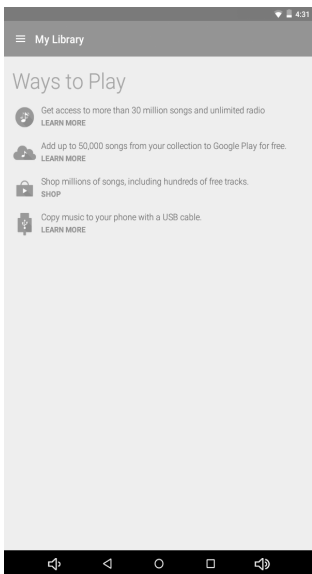 4:31
My Library
Ways to Play
Get access to more than 30 million songs and unlimited radio
LEARN MORE
Add up to 50,000 songs from your collection to Google Play for free.
LEARN MORE
Shop millions of songs, including hundreds of free tracks.
SHOP
Copy music to your phone with a USB cable.
LEARN MORE